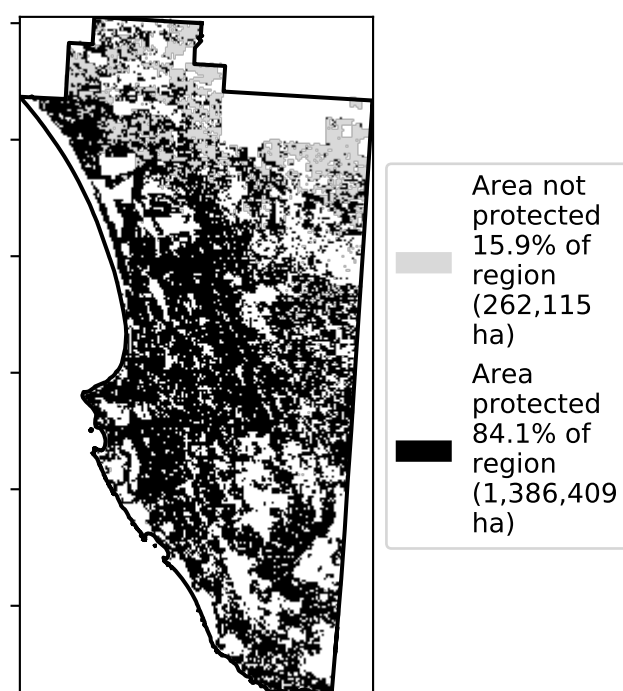 Area not
protected
15.9% of
region
(262,115
ha)
Area
protected
84.1% of
region
(1,386,409
ha)